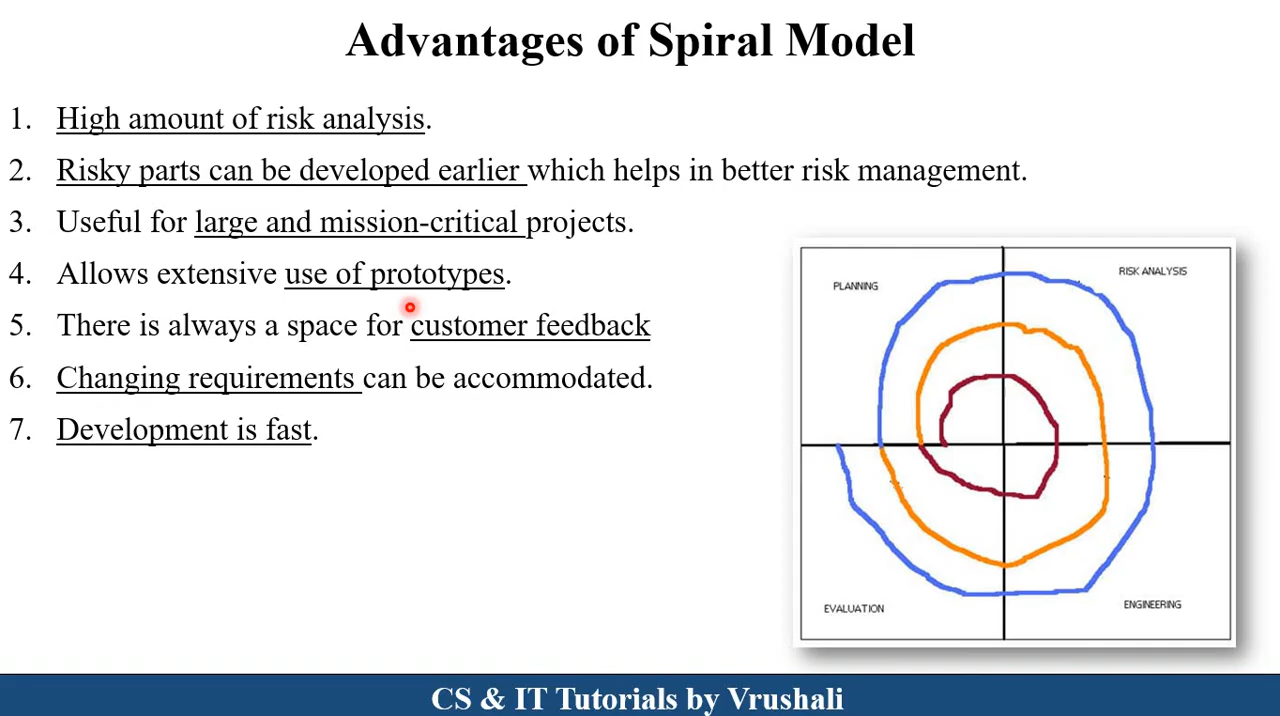 Advantages of Spiral Model
1. High amount of risk analysis.
2. Risky parts can be developed earlier which helps in better risk management.
3. Useful for large and mission-critical projects.
4. Allows extensive use of prototypes.
5. There is always a space for customer feedback
6. Changing requirements can be accommodated.
7. Development is fast.
PLANNING
RISK ANALYSIS
EVALUATION
ENGINEERING
CS & IT Tutorials by Vrushali